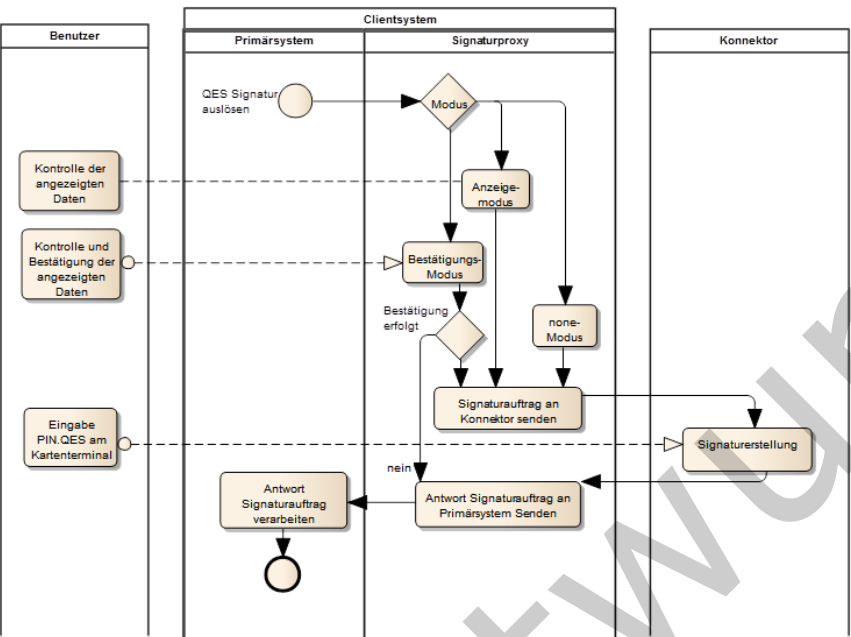 Clientsystem
Benutzer
Primärsystem
Signaturproxy
Konnektor
QES Signatur
auslösen
Modus
Kontrolle der
angezeigten
Daten
Anzeige-
modus
Kontrolle und
Bestätigung der
angezeigten
Daten
Bestätigungs-
Modus
Bestätigung
erfolgt
none-
Modus
Signaturauftrag an
Konnektor senden
Eingabe
PIN.QES am
Kartenterminal
Signaturerstellung
nein
Antwort
Signaturauftrag
verarbeiten
Antwort Signaturauftrag an
Primärsystem Senden